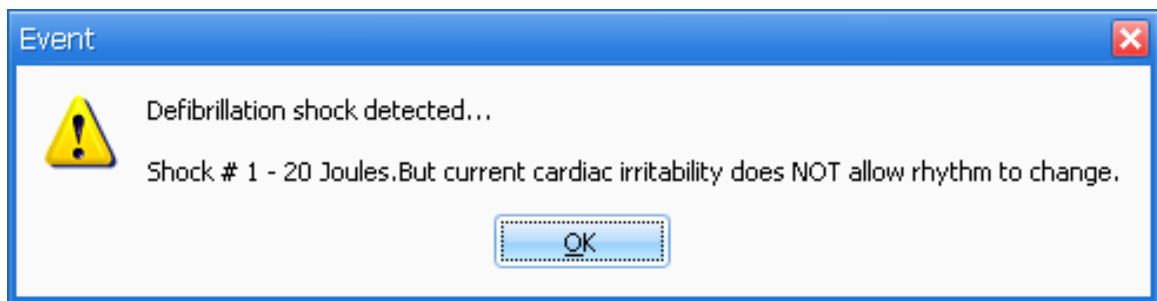 Event
Defibrillation shock detected...
Shock # 1 - 20 Joules.But current cardiac irritability does NOT allow rhythm to change.
OK